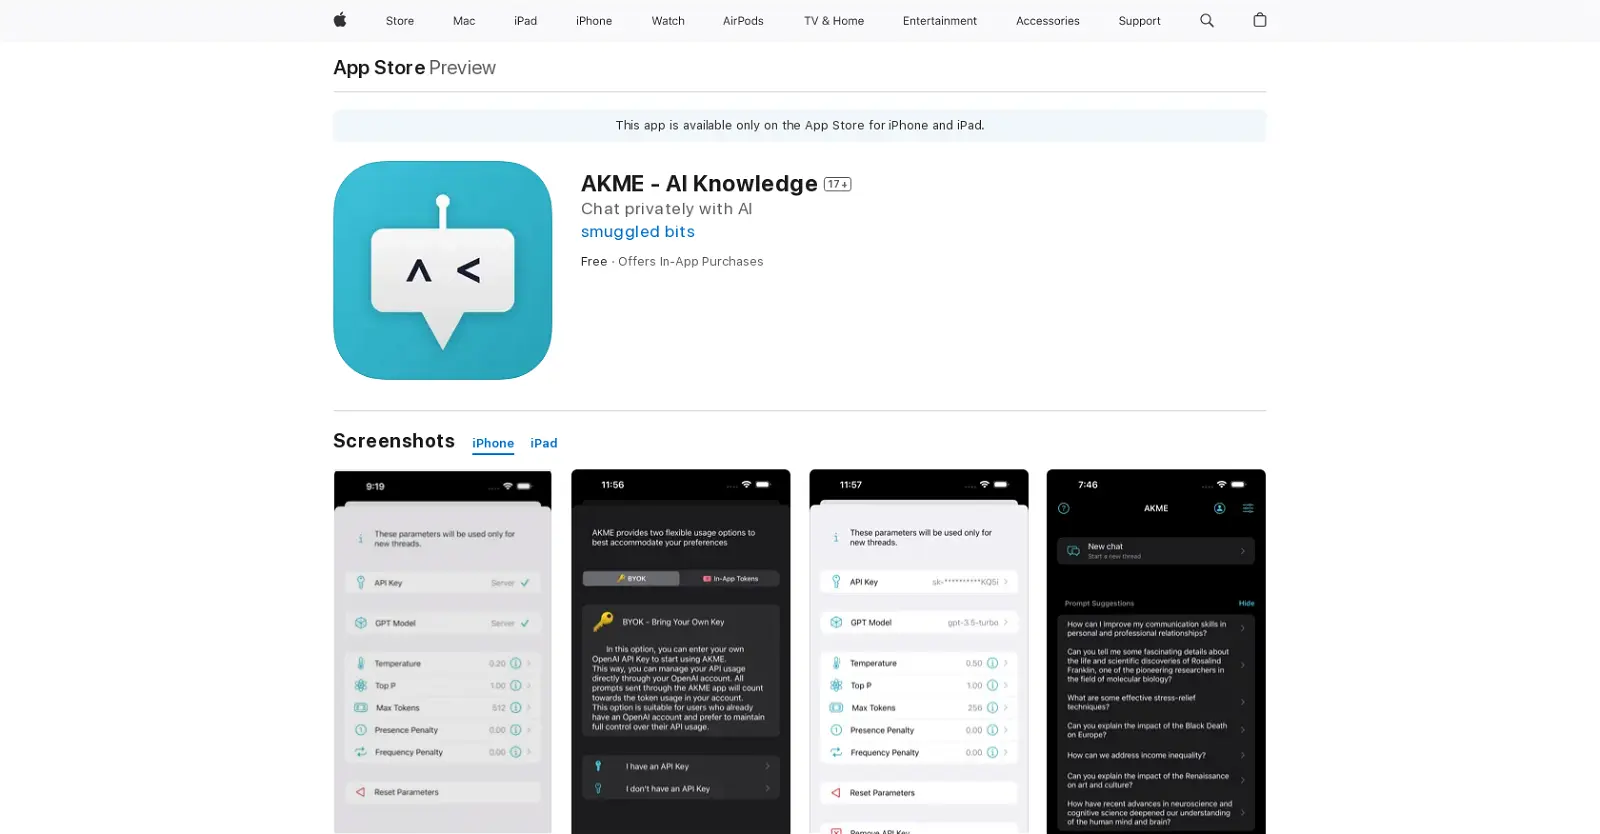 Store Mac iPad iPhone Watch AirPods TV & Home Entertainment Accessories Support
App Store Preview
This app is available only on the App Store for iPhone and iPad.
AKME - AI Knowledge 17+
Chat privately with AI
smuggled bits
Free · Offers In-App Purchases
Screenshots iPhone iPad
9:19
These parameters will be used only for
new threads.
API Key Server
GPT Model Server
Temperature 0.20
Top P 1.00
Max Tokens 512
Presence Penalty 0.00
Frequency Penalty 0.00
Reset Parameters
11:56
AKME provides two flexible usage options to
best accommodate your preferences
BYOK In-App Tokens
BYOK - Bring Your Own Key
In this option, you can enter your own
OpenAI API Key to start using AKME.
This way, you can manage your API usage
directly through your OpenAI account. All
prompts sent through the AKME app will count
towards the token usage in your account.
This option is suitable for users who already
have an OpenAI account and prefer to maintain
full control over their API usage.
I have an API Key
I don't have an API Key
11:57
These parameters will be used only for
new threads.
API Key sk-**********KQ5i
GPT Model gpt-3.5-turbo
Temperature 0.50
Top P 1.00
Max Tokens 256
Presence Penalty 0.00
Frequency Penalty 0.00
Reset Parameters
Remove API Key
7:46
AKME
New chat
Start a new thread
Prompt Suggestions Hide
How can I improve my communication skills in
personal and professional relationships?
Can you tell me some fascinating details about
the life and scientific discoveries of Rosalind
Franklin, one of the pioneering researchers in
the field of molecular biology?
What are some effective stress-relief
techniques?
Can you explain the impact of the Black Death
on Europe?
How can we address income inequality?
Can you explain the impact of the Renaissance
on art and culture?
How have recent advances in neuroscience and
cognitive science deepened our understanding
of the human mind and brain?